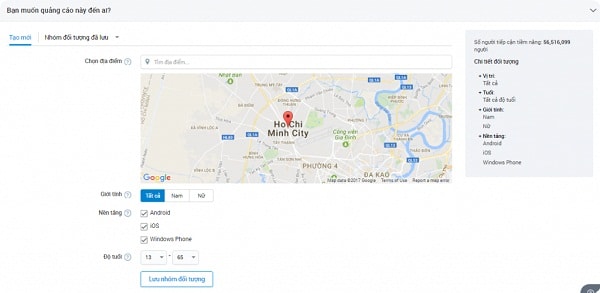 Bạn muốn quảng cáo này đến ai?
Tạo mới Nhóm đối tượng đã lưu
Chọn địa điểm
Tìm địa điểm...
Ho Chi
Minh City
Công viên
Gia Định
PHƯỜNG 4
ĐA KAO
Google
Map data ©2017 Google Terms of Use Report a map error
Giới tính Tất cả Nam Nữ
Nền tảng Android
iOS
Windows Phone
Độ tuổi 13 - 65
Lưu nhóm đối tượng
Số người tiếp cận tiềm năng: 56,516,099
người
Chi tiết đối tượng
Vị trí:
Tất cả
Tuổi:
Tất cả độ tuổi
Giới tính:
Nam
Nữ
Nền tảng:
Android
iOS
Windows Phone